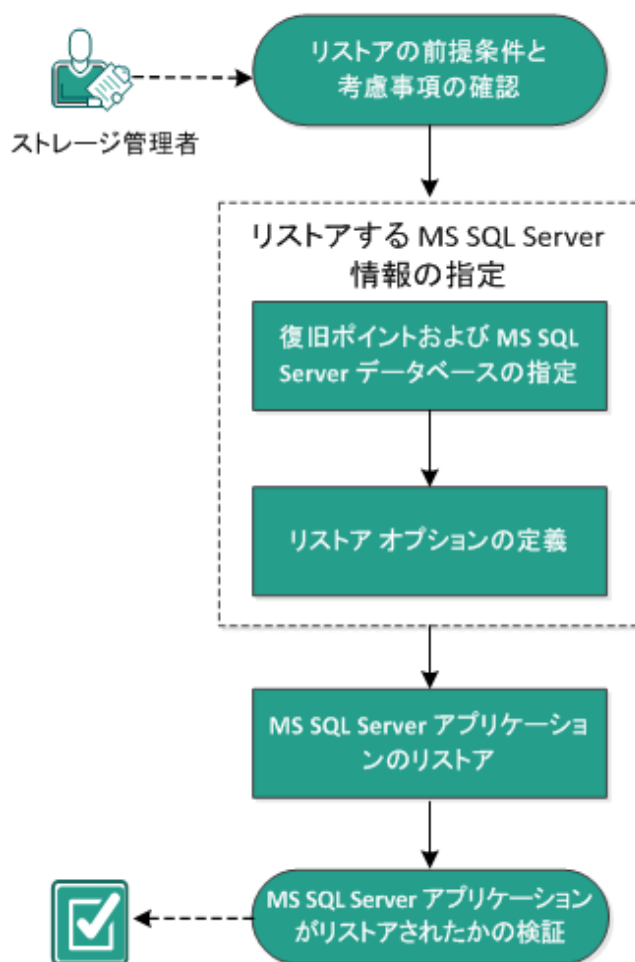 リストアの前提条件と
考慮事項の確認
ストレージ管理者
リストアする MS SQL Server
情報の指定
復旧ポイントおよび MS SQL
Server データベースの指定
リストア オプションの定義
MS SQL Server アプリケーショ
ンのリストア
MS SQL Server アプリケーション
がリストアされたかの検証